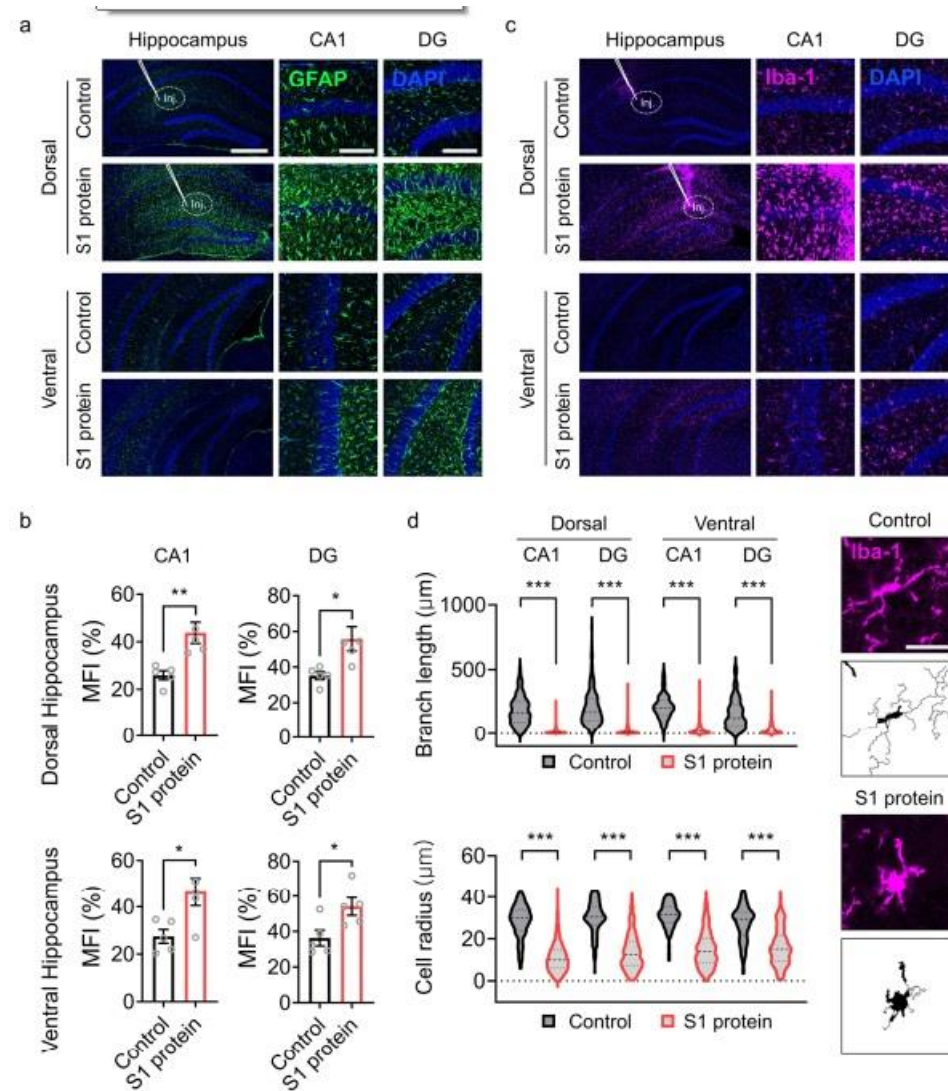 a
Hippocampus CA1 DG
Dorsal
Control
GFAP DAPI
Inj.
S1 protein
Inj.
Ventral
Control
S1 protein
c
Hippocampus CA1 DG
Dorsal
Control
Iba-1 DAPI
Inj.
S1 protein
Inj.
Ventral
Control
S1 protein
b
CA1 DG
Dorsal Hippocampus
MFI (%)
60
40
20
0
**
Control
S1 protein
MFI (%)
80
60
40
20
0
*
Control
S1 protein
Ventral Hippocampus
MFI (%)
60
40
20
0
*
Control
S1 protein
MFI (%)
80
60
40
20
0
*
Control
S1 protein
d
Dorsal Ventral
CA1 DG CA1 DG
*** *** *** ***
Branch length (µm)
1000
500
0
Control S1 protein
*** *** *** ***
Cell radius (µm)
60
40
20
0
Control S1 protein
Control
Iba-1
S1 protein